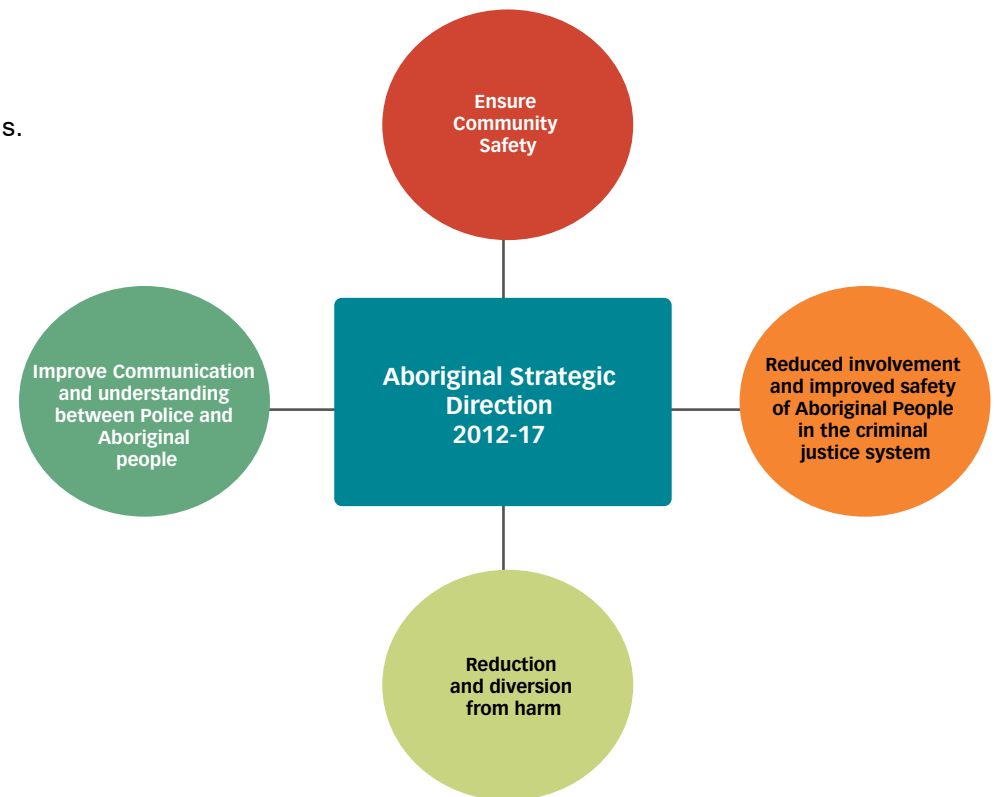 s.
Ensure
Community
Safety
Improve Communication
and understanding
between Police and
Aboriginal
people
Aboriginal Strategic
Direction
2012-17
Reduced involvement
and improved safety
of Aboriginal People
in the criminal
justice system
Reduction
and diversion
from harm